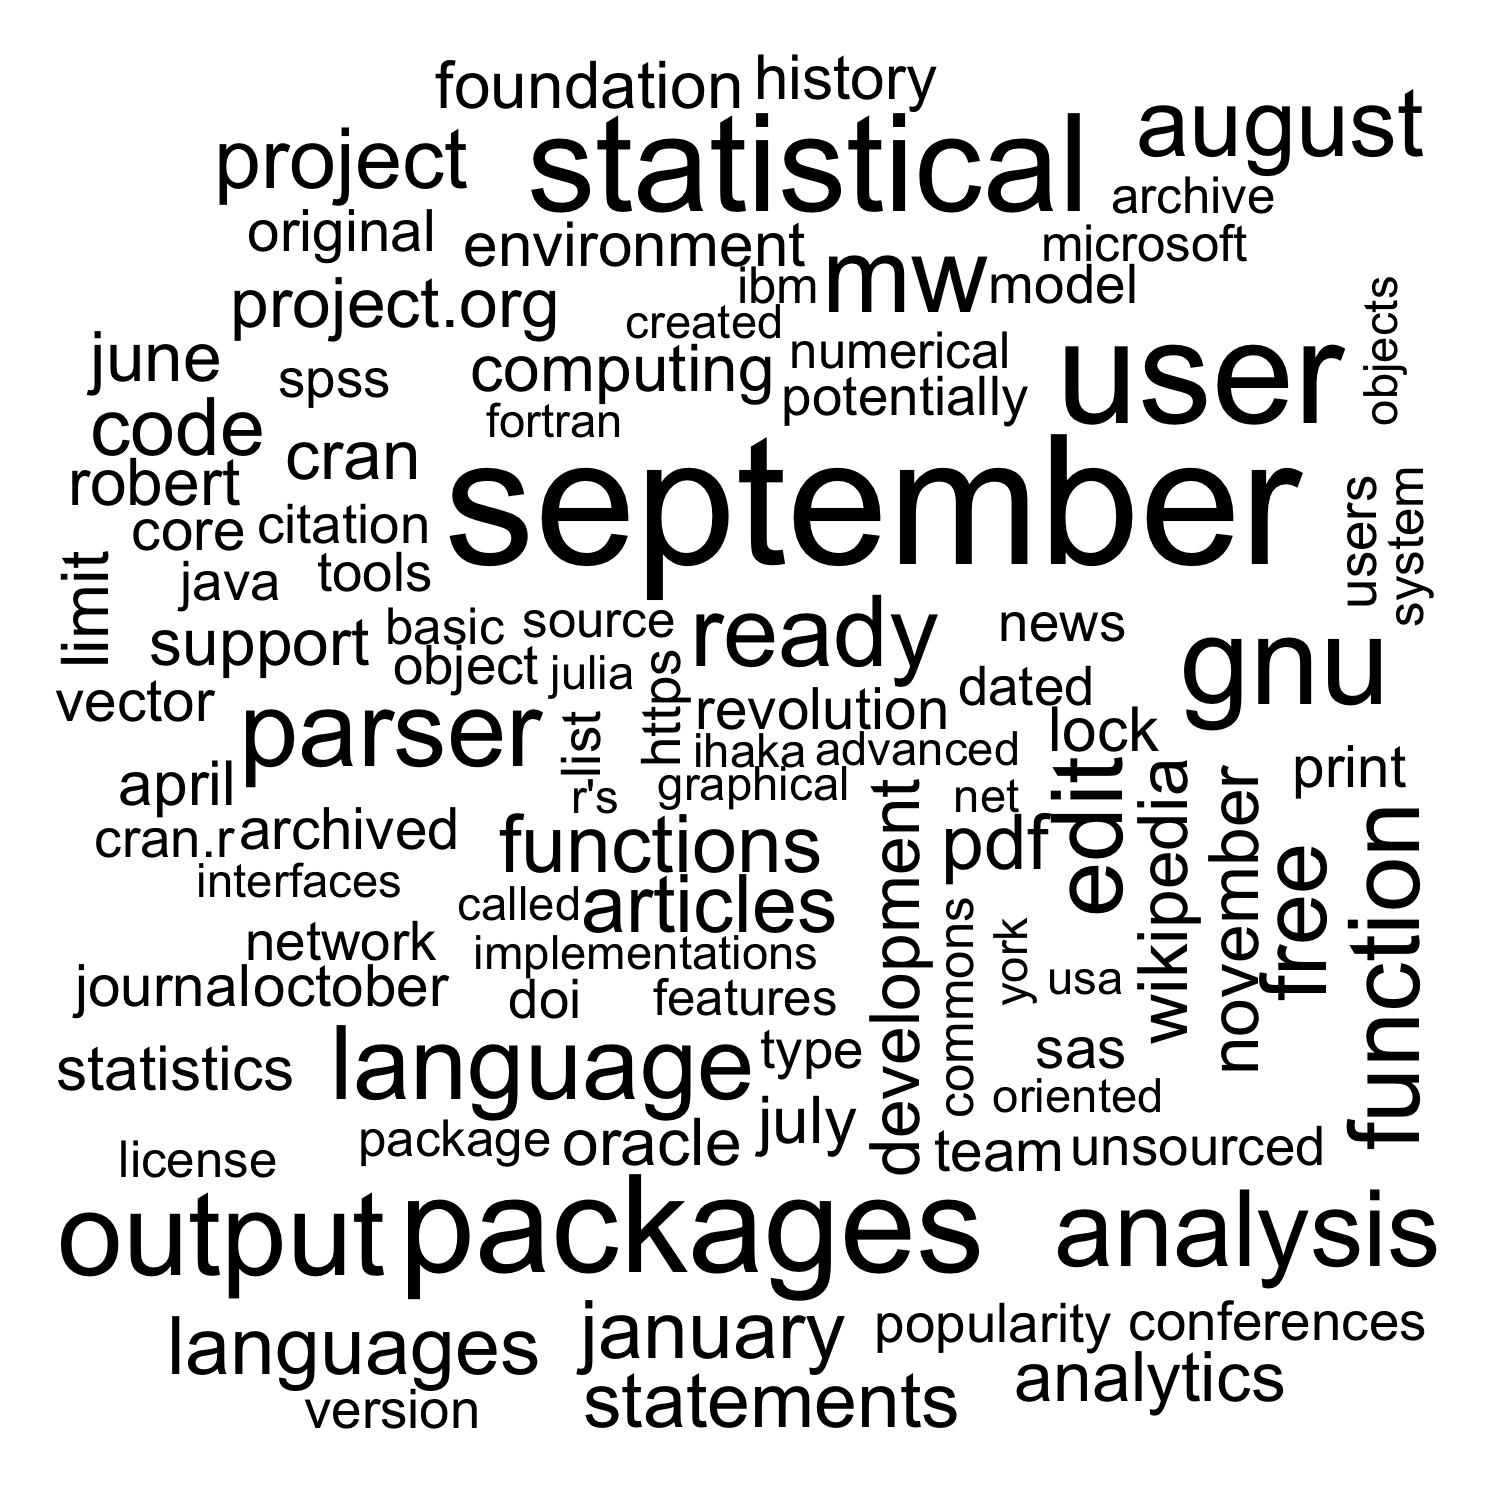 foundation history
project statistical august
archive
original environment microsoft
ibm mw model
project.org created objects
june computing numerical user
spss potentially
code fortran
cran
robert september users system
core citation
limit java tools
support basic source ready news
object julia https gnu
vector parser revolution dated
-list lock
ihaka advanced
april graphical edit print
r's net
cran.r archived functions development pdf wikipedia november free function
interfaces called articles
network implementations commons york
journal october doi features usa
statistics language type sas
oriented
license package oracle july team unsourced
output packages analysis
languages january popularity conferences
version statements analytics